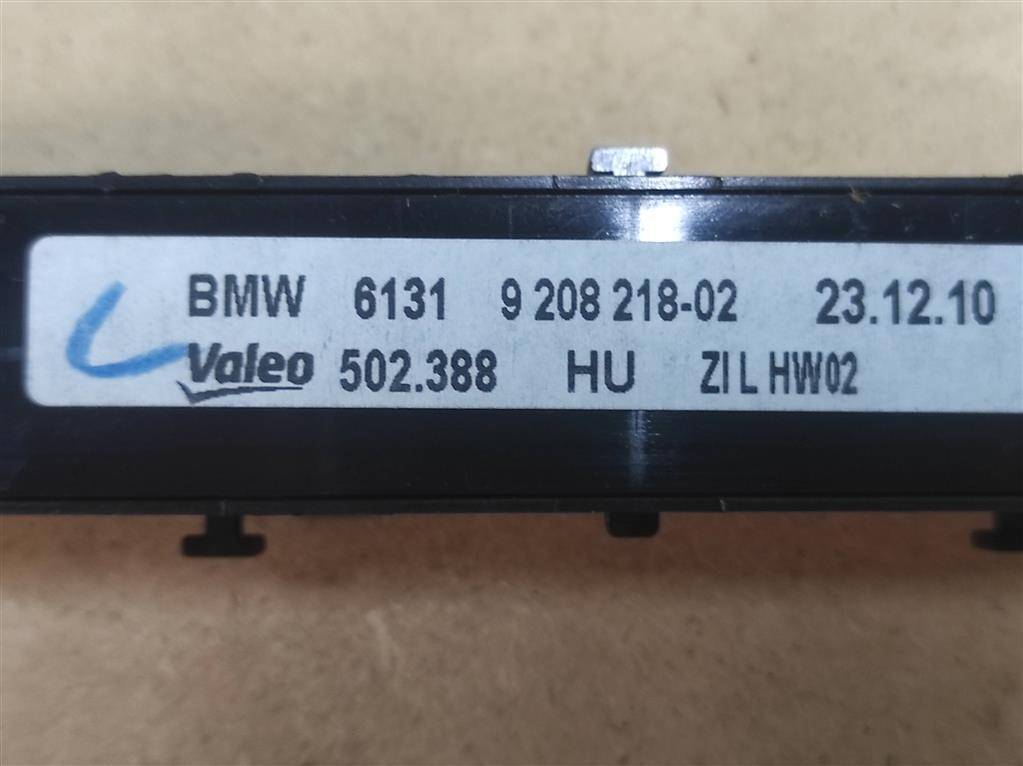 BMW 6131 9 208 218-02 23.12.10
Valeo 502.388 HU ZI L HW02